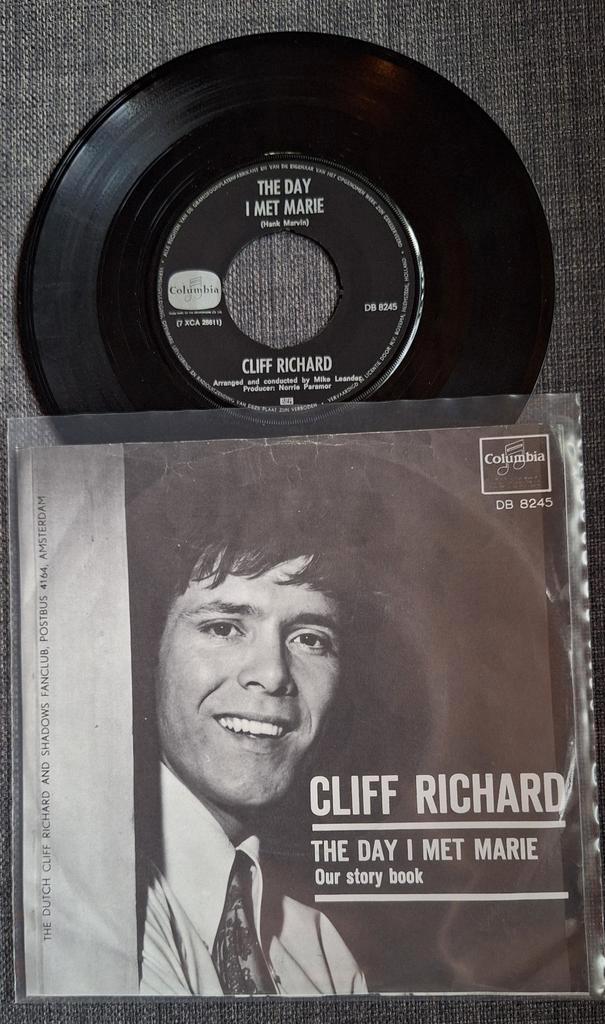 THE DAY
I MET MARIE
(Hank Marvin)
Columbia
(7 XCA 28611)
DB 8245
CLIFF RICHARD
Arranged and conducted by Mike Leander
Producer: Norrie Paramor
Columbia
DB 8245
THE DUTCH CLIFF RICHARD AND SHADOWS FANCLUB, POSTBUS 4164, AMSTERDAM
CLIFF RICHARD
THE DAY I MET MARIE
Our story book